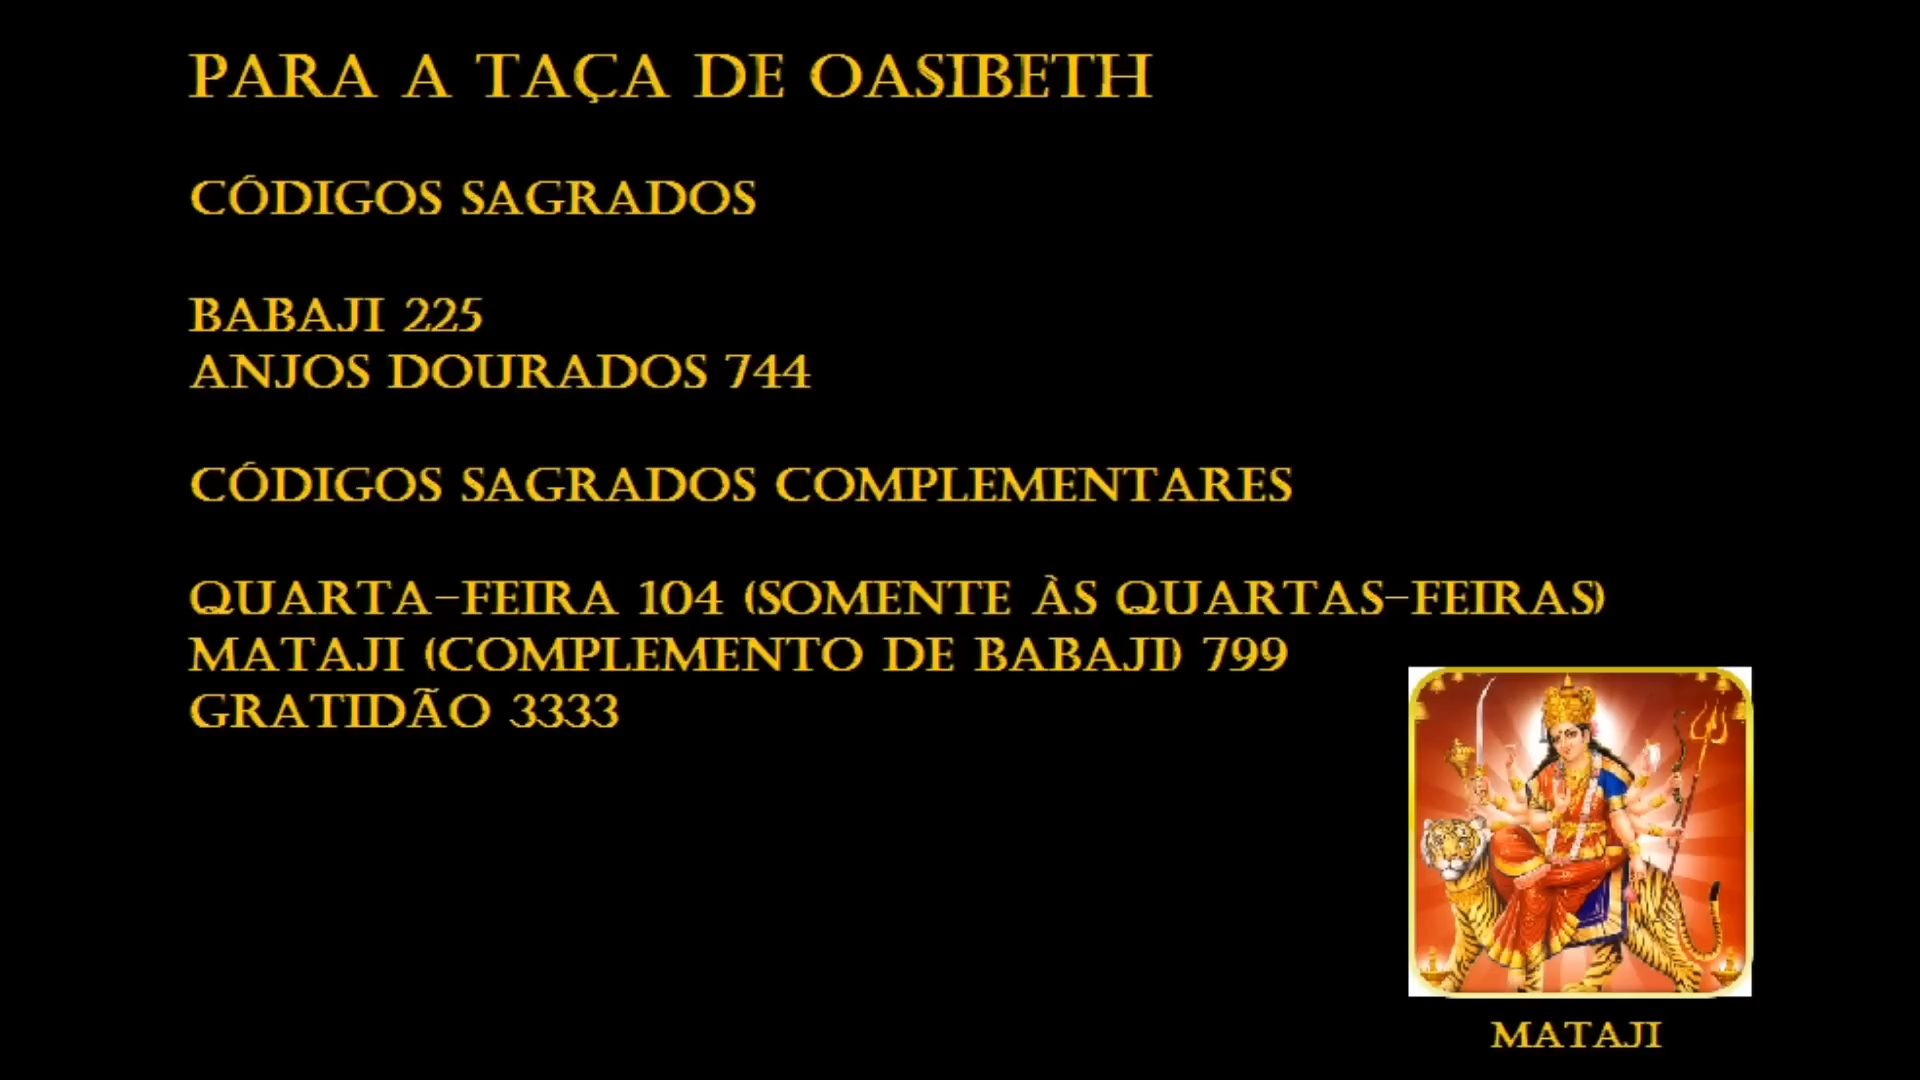 PARA A TAÇA DE OASIBETH
CÓDIGOS SAGRADOS
BABAJI 225
ANJOS DOURADOS 744
CÓDIGOS SAGRADOS COMPLEMENTARES
QUARTA-FEIRA 104 (SOMENTE ÀS QUARTAS-FEIRAS)
MATAJI (COMPLEMENTO DE BABAJI) 799
GRATIDÃO 3333
MATAJI